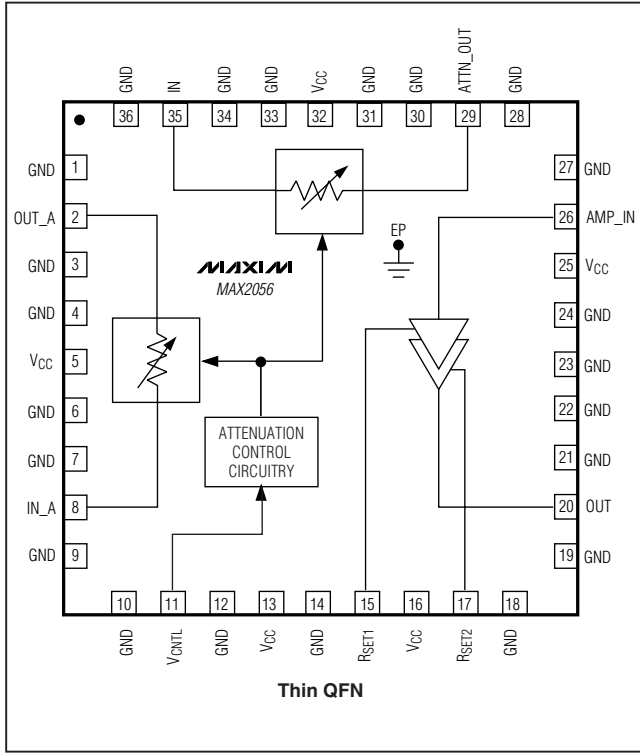 GND IN GND GND VCC GND GND ATTN_OUT GND
36 35 34 33 32 31 30 29 28
GND 1
OUT_A 2
GND 3
GND 4
VCC 5
GND 6
GND 7
IN_A 8
GND 9
EP
MAXIM
MAX2056
ATTENUATION
CONTROL
CIRCUITRY
27 GND
26 AMP_IN
25 VCC
24 GND
23 GND
22 GND
21 GND
20 OUT
19 GND
10 11 12 13 14 15 16 17 18
GND VCNTL GND VCC GND RSET1 VCC RSET2 GND
Thin QFN